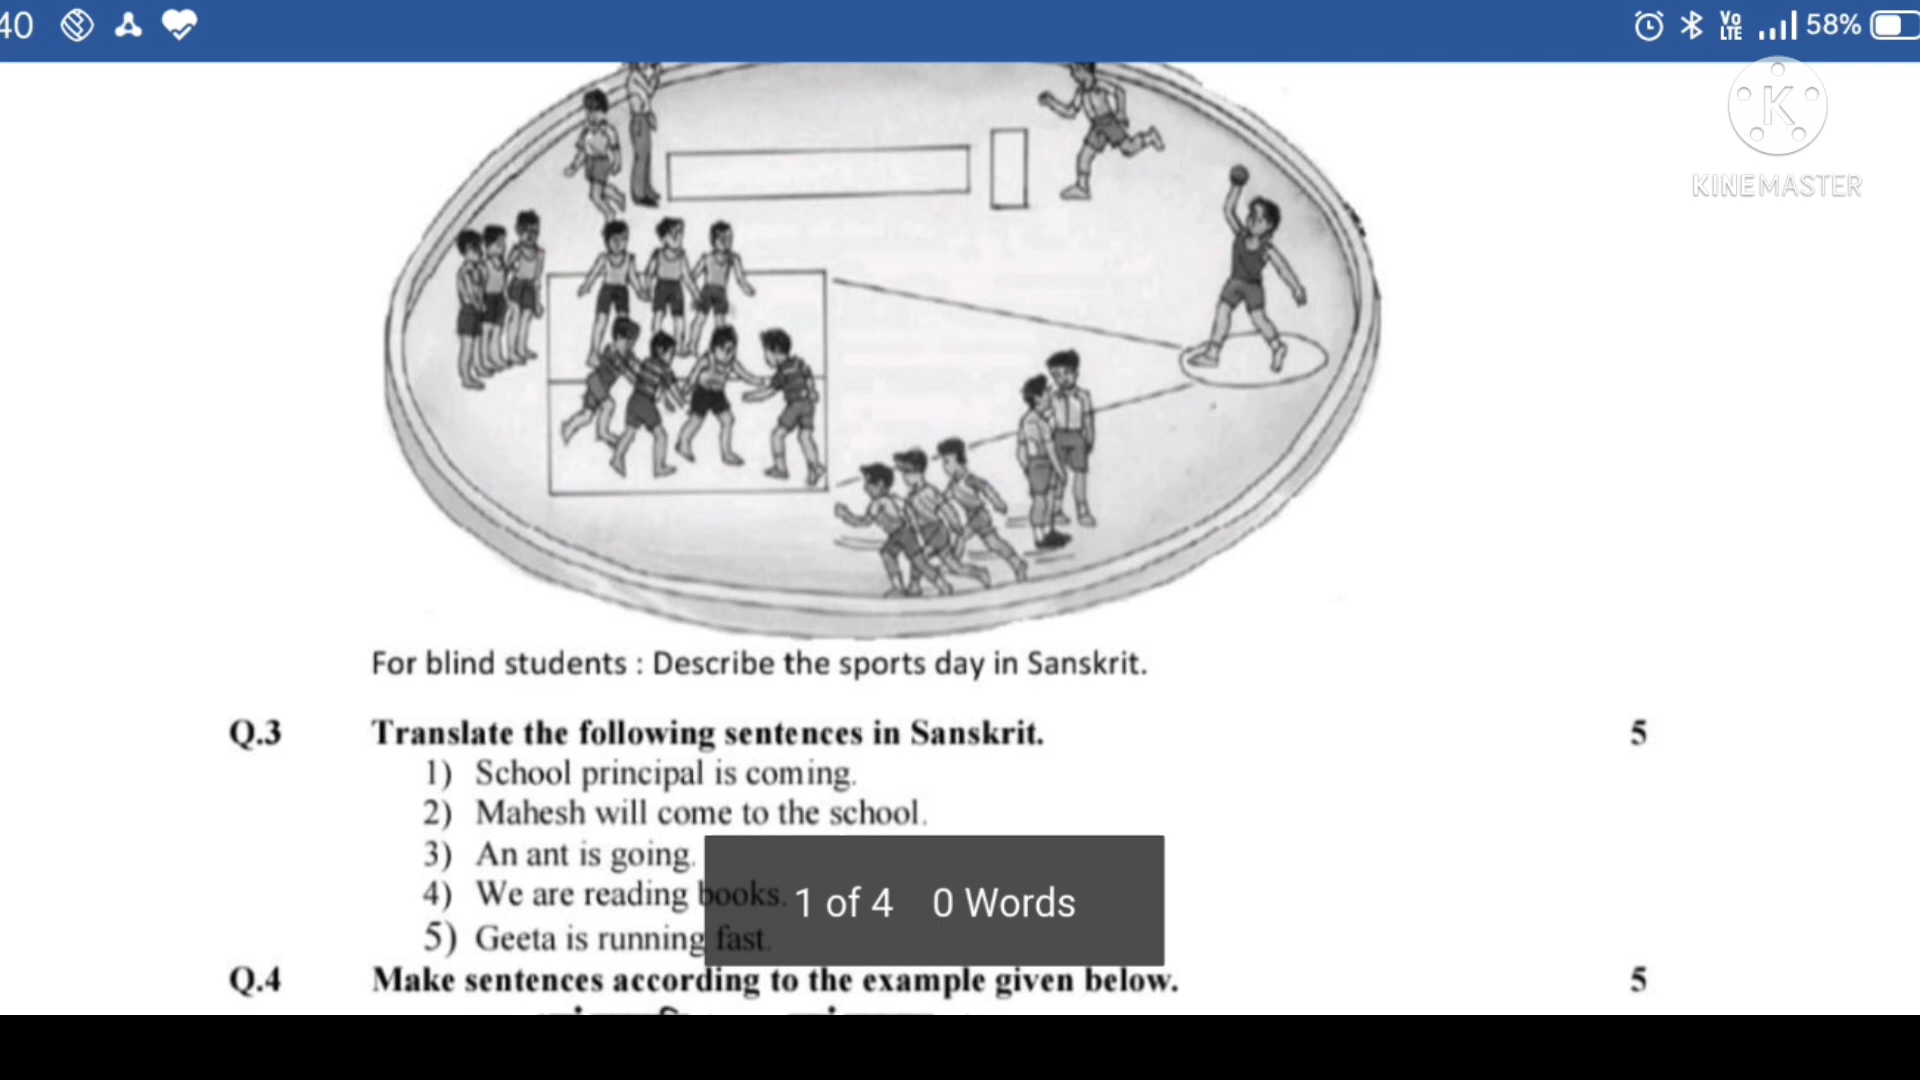 40 Vo LTE 58%
KINEMASTER
For blind students : Describe the sports day in Sanskrit.
Q.3 Translate the following sentences in Sanskrit. 5
1) School principal is coming.
2) Mahesh will come to the school.
3) An ant is going.
4) We are reading books.
1 of 4 0 Words
5) Geeta is running fast.
Q.4 Make sentences according to the example given below. 5